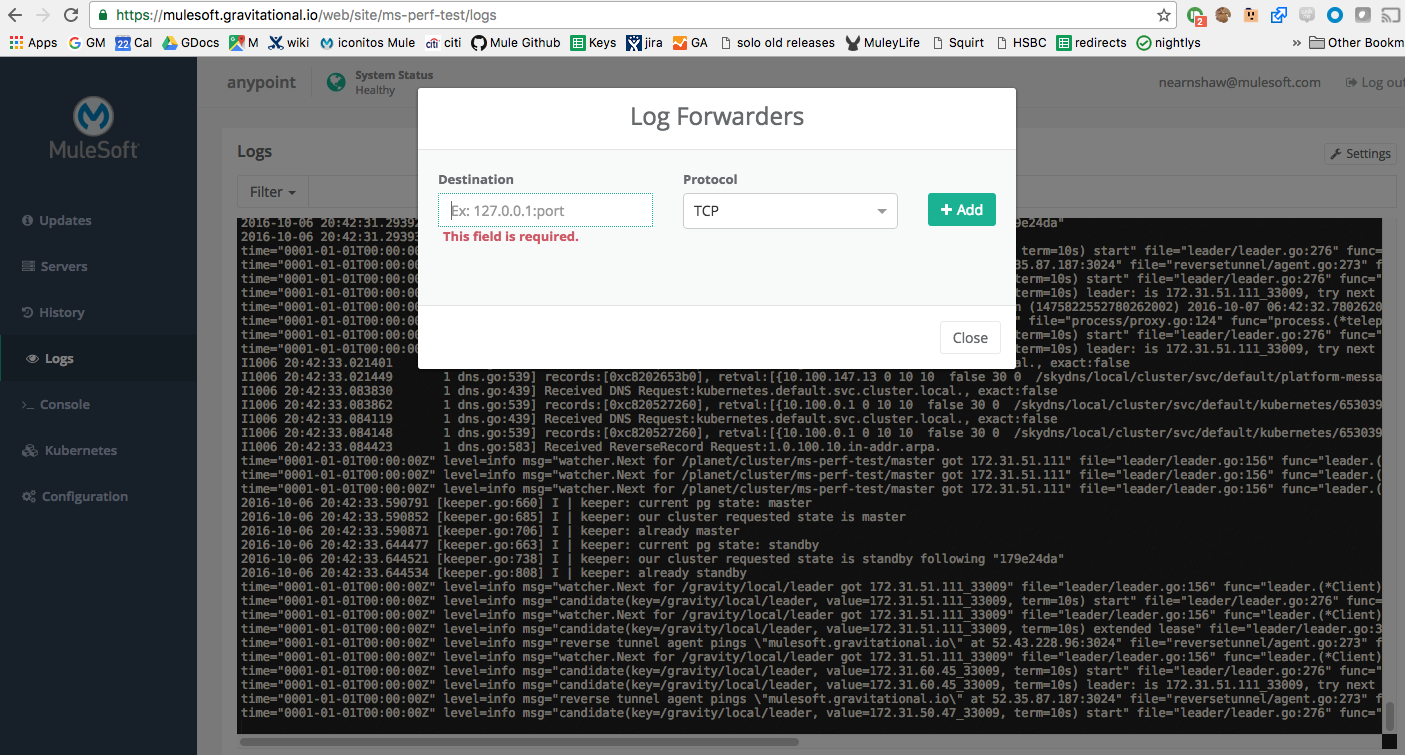 https://mulesoft.gravitational.io/web/site/ms-perf-test/logs
2
Apps GM 22 Cal GDocs M wiki iconitos Mule citi citi Mule Github Keys jira GA solo old releases MuleyLife Squirt HSBC redirects nightlys » Other Bookm
anypoint
System Status
Healthy
nearnshaw@mulesoft.com
Log out
MuleSoft
Updates
Servers
History
Logs
Console
Kubernetes
Configuration
Logs
Settings
Filter
Log Forwarders
Destination
Protocol
Ex: 127.0.0.1:port
TCP
+ Add
This field is required.
Close
2016-10-06 20:42:31.29392 9e24da"
2016-10-06 20:42:31.29393
time="0001-01-01T00:00:00 term=10s) start" file="leader/leader.go:276" func=
time="0001-01-01T00:00:00 35.87.187:3024" file="reversetunnel/agent.go:273" f
time="0001-01-01T00:00:00 term=10s) start" file="leader/leader.go:276" func="
time="0001-01-01T00:00:00 term=10s) leader: is 172.31.51.111_33009, try next
time="0001-01-01T00:00:00 (1475822552780262002) 2016-10-07 06:42:32.7802620
time="0001-01-01T00:00:00 " file="process/proxy.go:124" func="process.(*telep
time="0001-01-01T00:00:00 term=10s) start" file="leader/leader.go:276" func="
time="0001-01-01T00:00:00 term=10s) leader: is 172.31.51.111_33009, try next
I1006 20:42:33.021401 al., exact:false
I1006 20:42:33.021449 1 dns.go:539] records:[0xc8202653b0], retval:[{10.100.147.13 0 10 10 false 30 0 /skydns/local/cluster/svc/default/platform-messa
I1006 20:42:33.083830 1 dns.go:439] Received DNS Request:kubernetes.default.svc.cluster.local., exact:false
I1006 20:42:33.083862 1 dns.go:539] records:[0xc820527260], retval:[{10.100.0.1 0 10 10 false 30 0 /skydns/local/cluster/svc/default/kubernetes/653039
I1006 20:42:33.084119 1 dns.go:439] Received DNS Request:kubernetes.default.svc.cluster.local., exact:false
I1006 20:42:33.084148 1 dns.go:539] records:[0xc820527260], retval:[{10.100.0.1 0 10 10 false 30 0 /skydns/local/cluster/svc/default/kubernetes/653039
I1006 20:42:33.084423 1 dns.go:583] Received ReverseRecord Request:1.0.100.10.in-addr.arpa.
time="0001-01-01T00:00:00Z" level=info msg="watcher.Next for /planet/cluster/ms-perf-test/master got 172.31.51.111" file="leader/leader.go:156" func="leader.(
time="0001-01-01T00:00:00Z" level=info msg="watcher.Next for /planet/cluster/ms-perf-test/master got 172.31.51.111" file="leader/leader.go:156" func="leader.(
time="0001-01-01T00:00:00Z" level=info msg="watcher.Next for /planet/cluster/ms-perf-test/master got 172.31.51.111" file="leader/leader.go:156" func="leader.(
2016-10-06 20:42:33.590791 [keeper.go:660] I | keeper: current pg state: master
2016-10-06 20:42:33.590852 [keeper.go:685] I | keeper: our cluster requested state is master
2016-10-06 20:42:33.590871 [keeper.go:706] I | keeper: already master
2016-10-06 20:42:33.644477 [keeper.go:663] I | keeper: current pg state: standby
2016-10-06 20:42:33.644521 [keeper.go:738] I | keeper: our cluster requested state is standby following "179e24da"
2016-10-06 20:42:33.644534 [keeper.go:808] I | keeper: already standby
time="0001-01-01T00:00:00Z" level=info msg="watcher.Next for /gravity/local/leader got 172.31.51.111_33009" file="leader/leader.go:156" func="leader.(*Client)
time="0001-01-01T00:00:00Z" level=info msg="candidate(key=/gravity/local/leader, value=172.31.51.111_33009, term=10s) start" file="leader/leader.go:276" func=
time="0001-01-01T00:00:00Z" level=info msg="watcher.Next for /gravity/local/leader got 172.31.51.111_33009" file="leader/leader.go:156" func="leader.(*Client)
time="0001-01-01T00:00:00Z" level=info msg="candidate(key=/gravity/local/leader, value=172.31.51.111_33009, term=10s) extended lease" file="leader/leader.go:3
time="0001-01-01T00:00:00Z" level=info msg="reverse tunnel agent pings \"mulesoft.gravitational.io\" at 52.43.228.96:3024" file="reversetunnel/agent.go:273" f
time="0001-01-01T00:00:00Z" level=info msg="watcher.Next for /gravity/local/leader got 172.31.51.111_33009" file="leader/leader.go:156" func="leader.(*Client)
time="0001-01-01T00:00:00Z" level=info msg="candidate(key=/gravity/local/leader, value=172.31.60.45_33009, term=10s) start" file="leader/leader.go:276" func="
time="0001-01-01T00:00:00Z" level=info msg="candidate(key=/gravity/local/leader, value=172.31.60.45_33009, term=10s) leader: is 172.31.51.111_33009, try next
time="0001-01-01T00:00:00Z" level=info msg="reverse tunnel agent pings \"mulesoft.gravitational.io\" at 52.35.87.187:3024" file="reversetunnel/agent.go:273" f
time="0001-01-01T00:00:00Z" level=info msg="candidate(key=/gravity/local/leader, value=172.31.50.47_33009, term=10s) start" file="leader/leader.go:276" func="